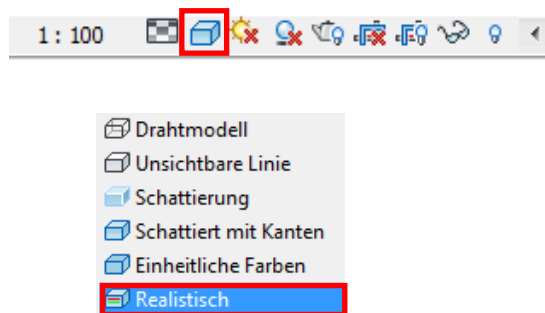 1 : 100
Drahtmodell
Unsichtbare Linie
Schattierung
Schattiert mit Kanten
Einheitliche Farben
Realistisch